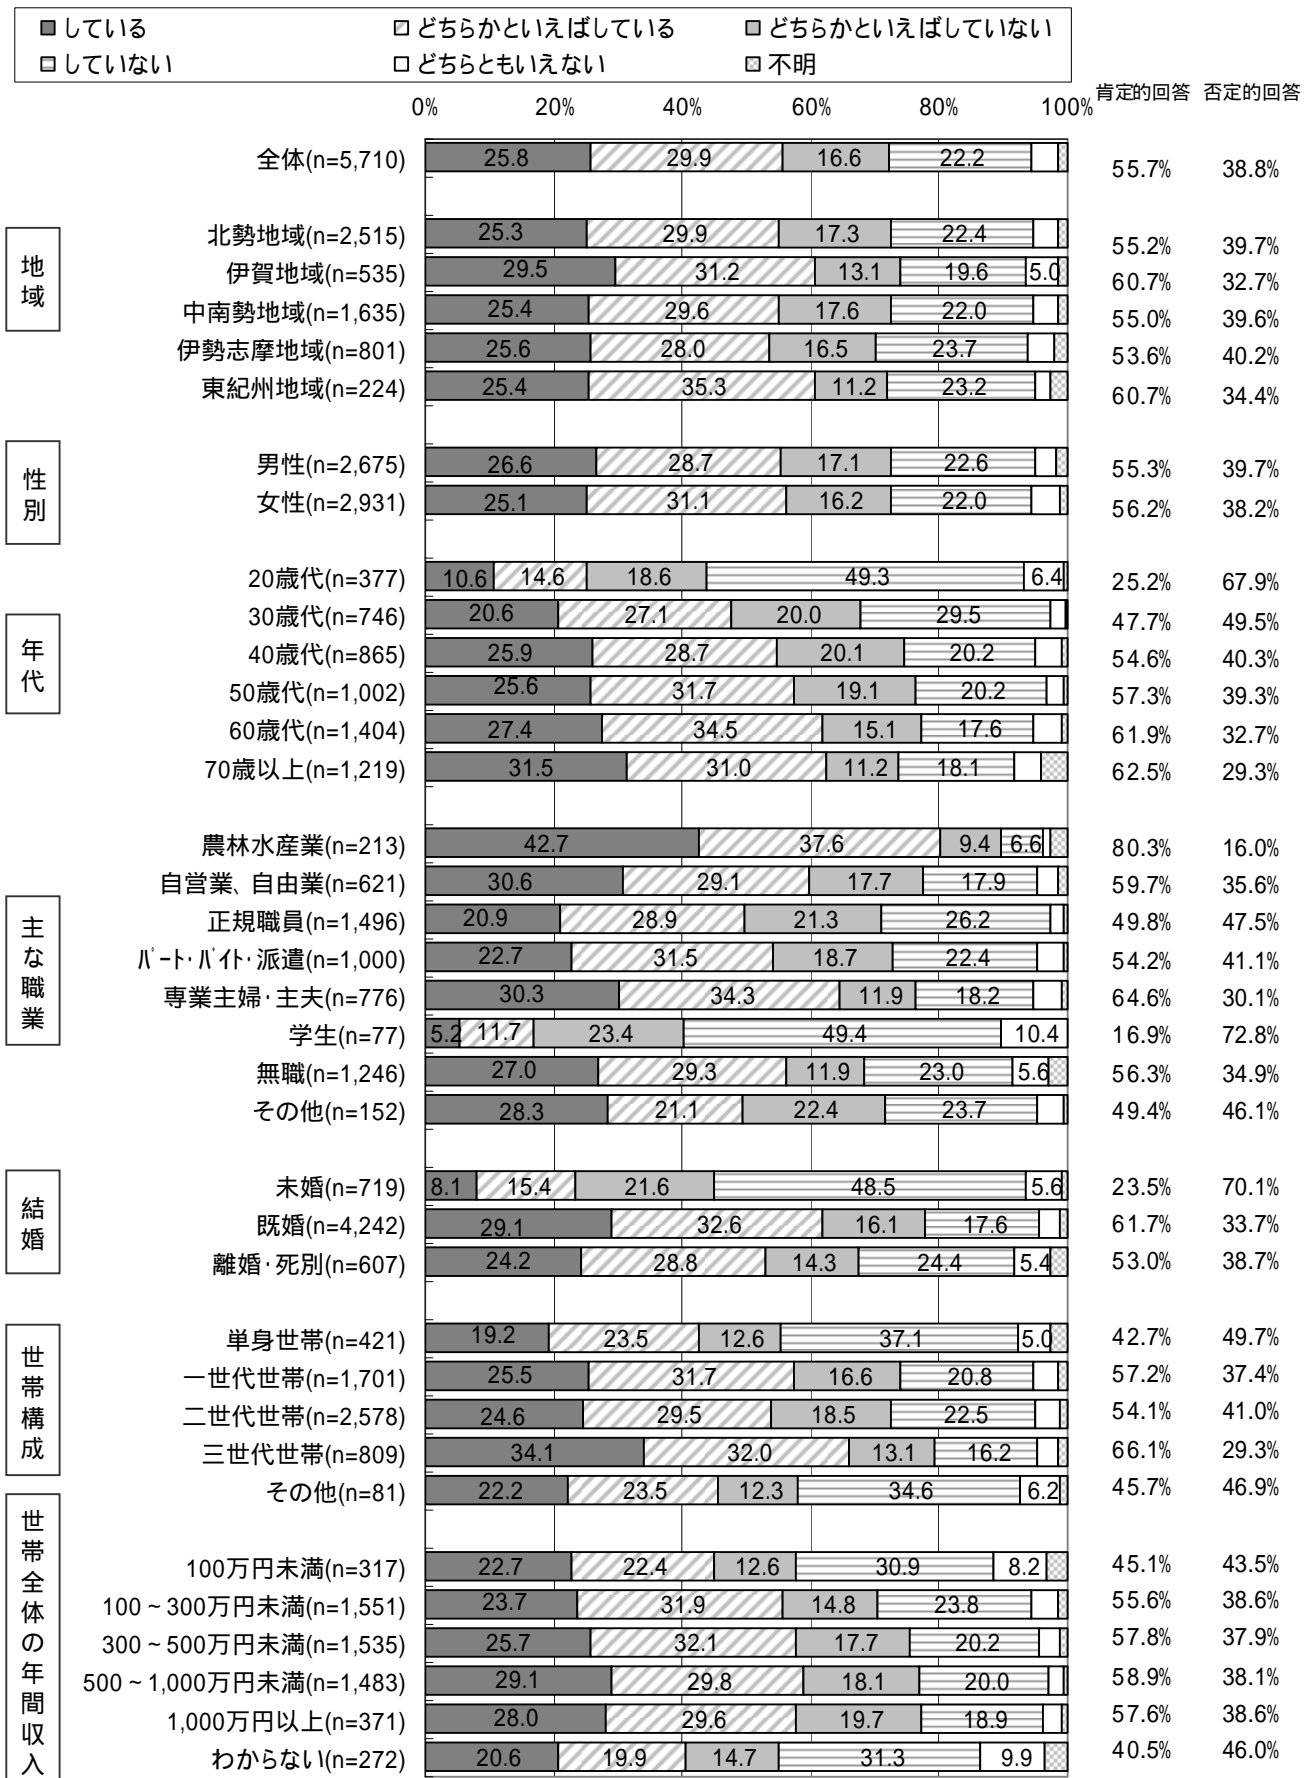 ■している ▨どちらかといえばしている ■どちらかといえばしていない
▤していない □どちらともいえない ▩不明
0% 20% 40% 60% 80% 100% 肯定的回答 否定的回答
全体(n=5,710) 25.8 29.9 16.6 22.2 55.7% 38.8%
地域
北勢地域(n=2,515) 25.3 29.9 17.3 22.4 55.2% 39.7%
伊賀地域(n=535) 29.5 31.2 13.1 19.6 5.0 60.7% 32.7%
中南勢地域(n=1,635) 25.4 29.6 17.6 22.0 55.0% 39.6%
伊勢志摩地域(n=801) 25.6 28.0 16.5 23.7 53.6% 40.2%
東紀州地域(n=224) 25.4 35.3 11.2 23.2 60.7% 34.4%
性別
男性(n=2,675) 26.6 28.7 17.1 22.6 55.3% 39.7%
女性(n=2,931) 25.1 31.1 16.2 22.0 56.2% 38.2%
年代
20歳代(n=377) 10.6 14.6 18.6 49.3 6.4 25.2% 67.9%
30歳代(n=746) 20.6 27.1 20.0 29.5 47.7% 49.5%
40歳代(n=865) 25.9 28.7 20.1 20.2 54.6% 40.3%
50歳代(n=1,002) 25.6 31.7 19.1 20.2 57.3% 39.3%
60歳代(n=1,404) 27.4 34.5 15.1 17.6 61.9% 32.7%
70歳以上(n=1,219) 31.5 31.0 11.2 18.1 62.5% 29.3%
主な職業
農林水産業(n=213) 42.7 37.6 9.4 6.6 80.3% 16.0%
自営業、自由業(n=621) 30.6 29.1 17.7 17.9 59.7% 35.6%
正規職員(n=1,496) 20.9 28.9 21.3 26.2 49.8% 47.5%
ﾊﾟｰﾄ･ﾊﾞｲﾄ･派遣(n=1,000) 22.7 31.5 18.7 22.4 54.2% 41.1%
専業主婦･主夫(n=776) 30.3 34.3 11.9 18.2 64.6% 30.1%
学生(n=77) 5.2 11.7 23.4 49.4 10.4 16.9% 72.8%
無職(n=1,246) 27.0 29.3 11.9 23.0 5.6 56.3% 34.9%
その他(n=152) 28.3 21.1 22.4 23.7 49.4% 46.1%
結婚
未婚(n=719) 8.1 15.4 21.6 48.5 5.6 23.5% 70.1%
既婚(n=4,242) 29.1 32.6 16.1 17.6 61.7% 33.7%
離婚･死別(n=607) 24.2 28.8 14.3 24.4 5.4 53.0% 38.7%
世帯構成
単身世帯(n=421) 19.2 23.5 12.6 37.1 5.0 42.7% 49.7%
一世代世帯(n=1,701) 25.5 31.7 16.6 20.8 57.2% 37.4%
二世代世帯(n=2,578) 24.6 29.5 18.5 22.5 54.1% 41.0%
三世代世帯(n=809) 34.1 32.0 13.1 16.2 66.1% 29.3%
その他(n=81) 22.2 23.5 12.3 34.6 6.2 45.7% 46.9%
世帯全体の年間収入
100万円未満(n=317) 22.7 22.4 12.6 30.9 8.2 45.1% 43.5%
100～300万円未満(n=1,551) 23.7 31.9 14.8 23.8 55.6% 38.6%
300～500万円未満(n=1,535) 25.7 32.1 17.7 20.2 57.8% 37.9%
500～1,000万円未満(n=1,483) 29.1 29.8 18.1 20.0 58.9% 38.1%
1,000万円以上(n=371) 28.0 29.6 19.7 18.9 57.6% 38.6%
わからない(n=272) 20.6 19.9 14.7 31.3 9.9 40.5% 46.0%